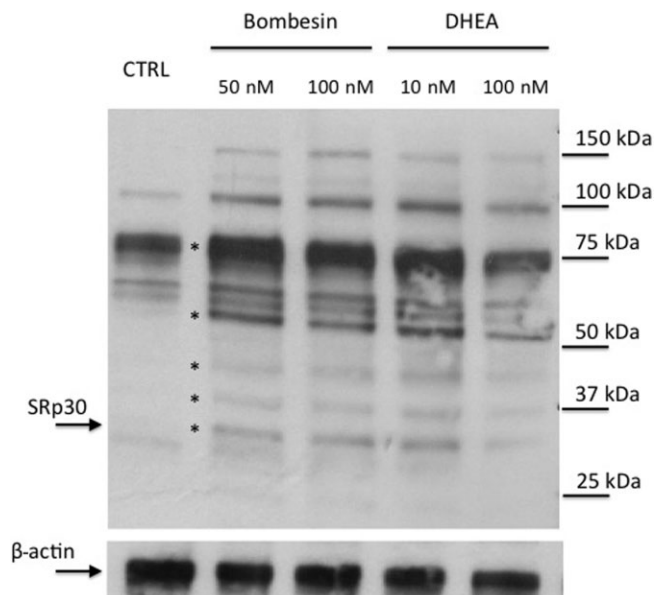 Bombesin DHEA
CTRL
50 nM 100 nM 10 nM 100 nM
150 kDa
100 kDa
75 kDa
*
*
50 kDa
*
37 kDa
*
SRp30
*
25 kDa
β-actin